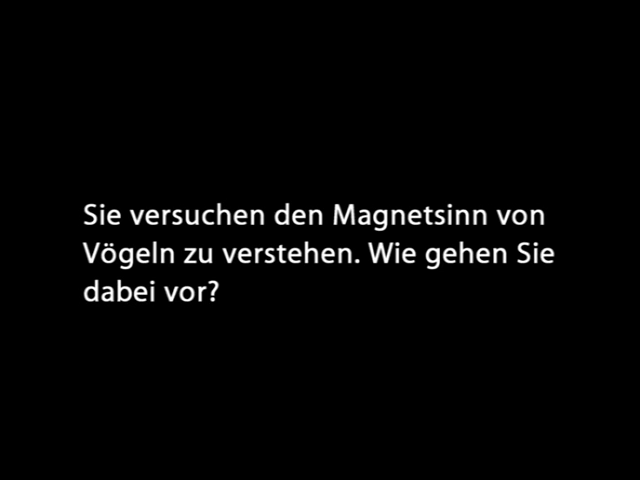 Sie versuchen den Magnetsinn von
Vögeln zu verstehen. Wie gehen Sie
dabei vor?